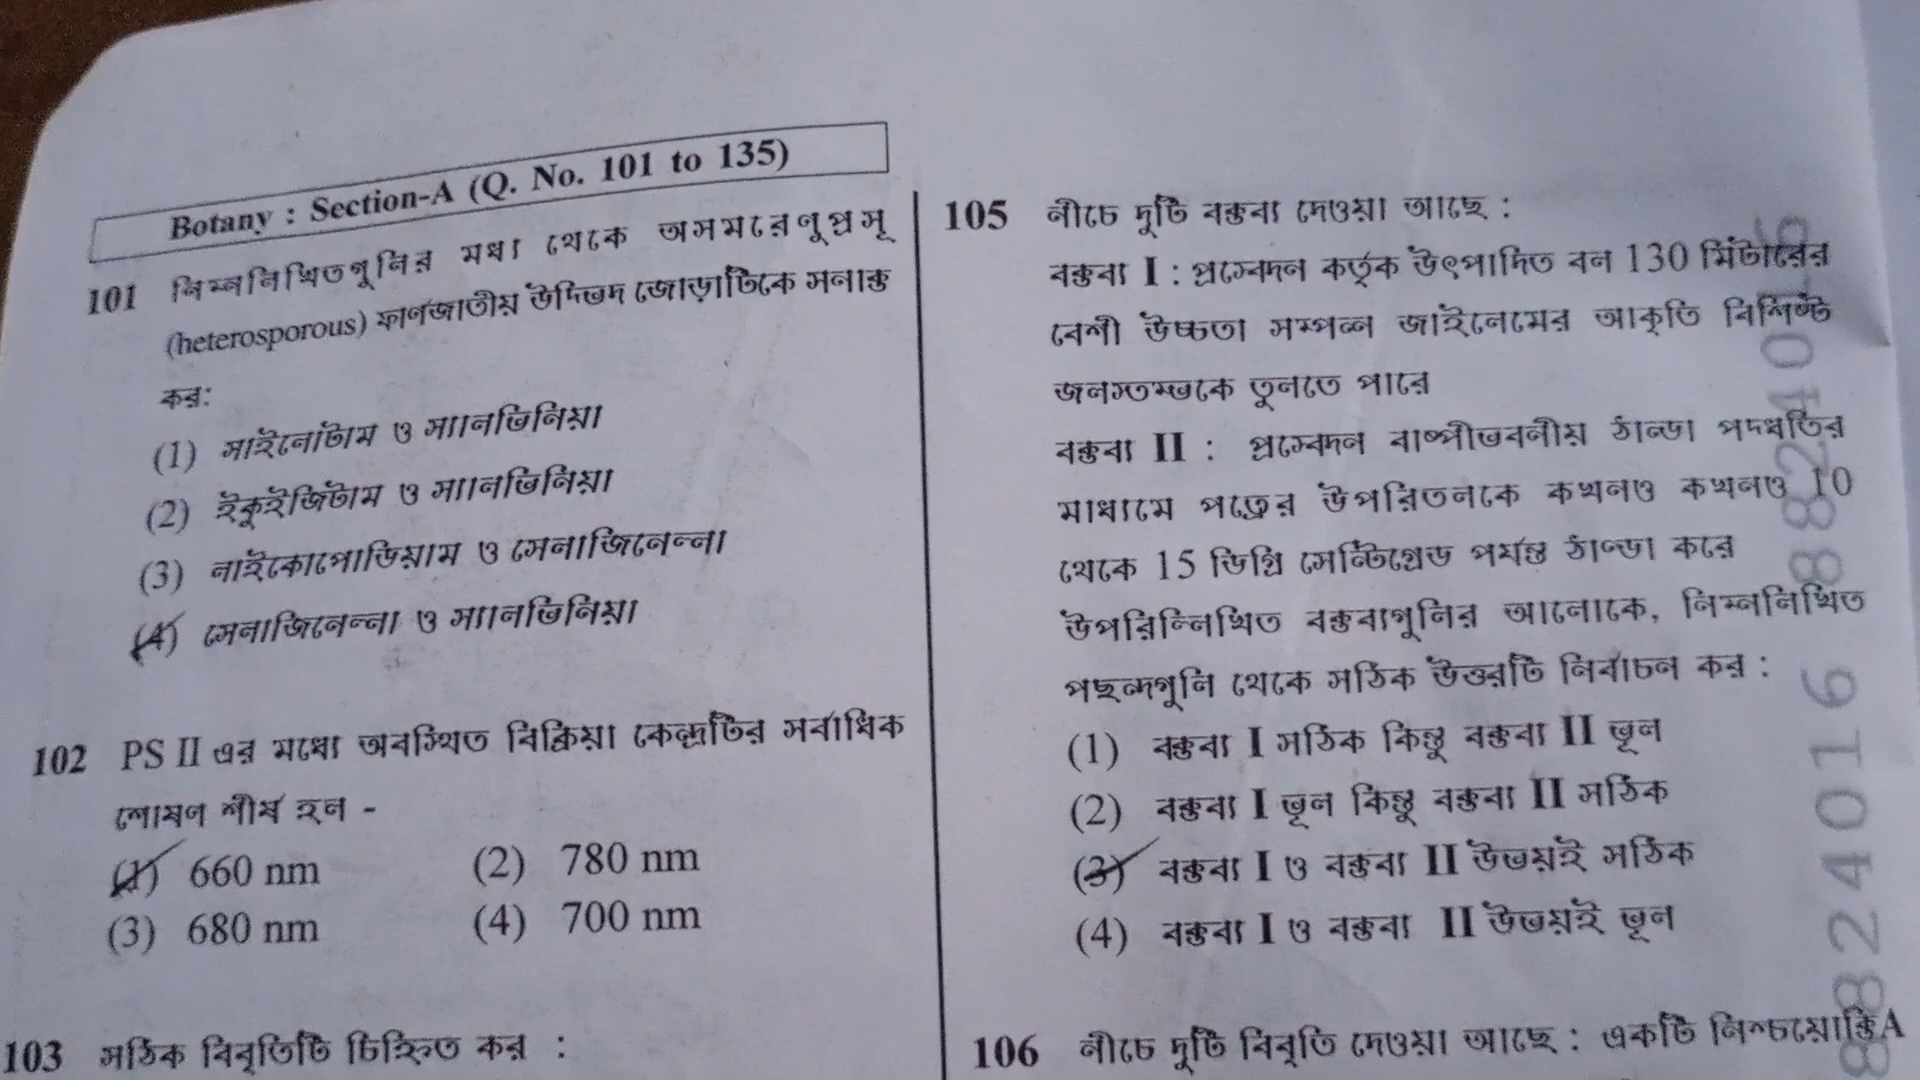 Botany : Section-A (Q. No. 101 to 135)
101 নিম্নলিখিতগুলির মধ্য থেকে অসমরেণুপ্রসূ
(heterosporous) ফার্ণজাতীয় উদ্ভিদ জোড়াটিকে সনাক্ত
কর:
(1) সাইলোটাম ও স্যালভিনিয়া
(2) ইকুইজিটাম ও স্যালভিনিয়া
(3) লাইকোপোডিয়াম ও সেলাজিনেল্লা
(4) সেলাজিনেল্লা ও স্যালভিনিয়া
102 PS II এর মধ্যে অবস্থিত বিক্রিয়া কেন্দ্রটির সর্বাধিক
শোষণ শীর্ষ হল -
(1) 660 nm (2) 780 nm
(3) 680 nm (4) 700 nm
103 সঠিক বিবৃতিটি চিহ্নিত কর :
105 নীচে দুটি বক্তব্য দেওয়া আছে :
বক্তব্য I : প্রস্বেদন কর্তৃক উৎপাদিত বল 130 মিটারের
বেশী উচ্চতা সম্পন্ন জাইলেমের আকৃতি বিশিষ্ট
জলস্তম্ভকে তুলতে পারে
বক্তব্য II : প্রস্বেদন বাষ্পীভবনীয় ঠান্ডা পদ্ধতির
মাধ্যমে পত্রের উপরিতলকে কখনও কখনও 10
থেকে 15 ডিগ্রি সেন্টিগ্রেড পর্যন্ত ঠাণ্ডা করে
উপরিল্লিখিত বক্তব্যগুলির আলোকে, নিম্নলিখিত
পছন্দগুলি থেকে সঠিক উত্তরটি নির্বাচন কর :
(1) বক্তব্য I সঠিক কিন্তু বক্তব্য II ভূল
(2) বক্তব্য I ভূল কিন্তু বক্তব্য II সঠিক
(3) বক্তব্য I ও বক্তব্য II উভয়ই সঠিক
(4) বক্তব্য I ও বক্তব্য II উভয়ই ভূল
106 নীচে দুটি বিবৃতি দেওয়া আছে : একটি নিশ্চয়োক্তি A